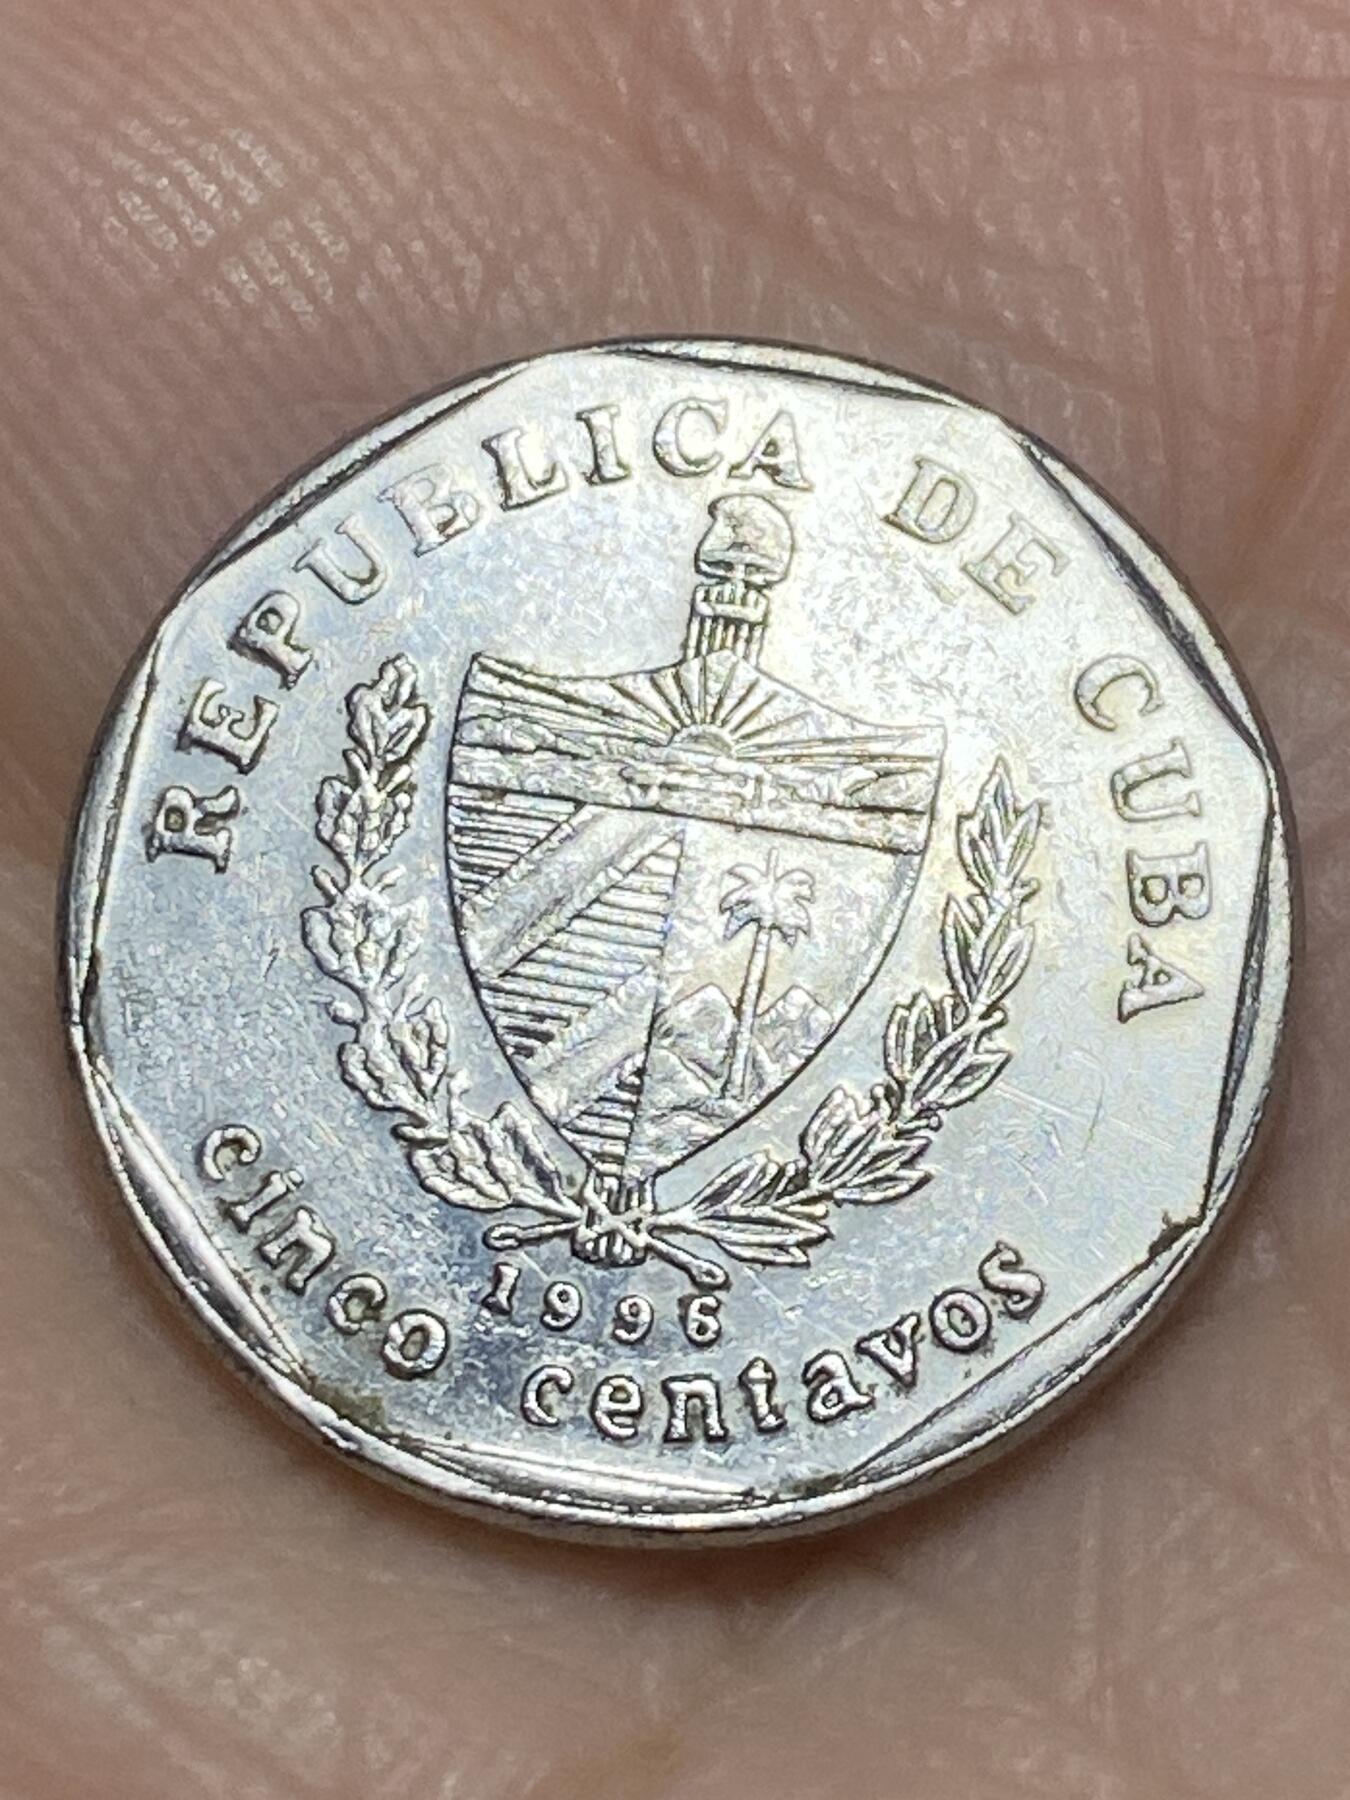 REPUBLICA DE CUBA
1996
cinco centavos